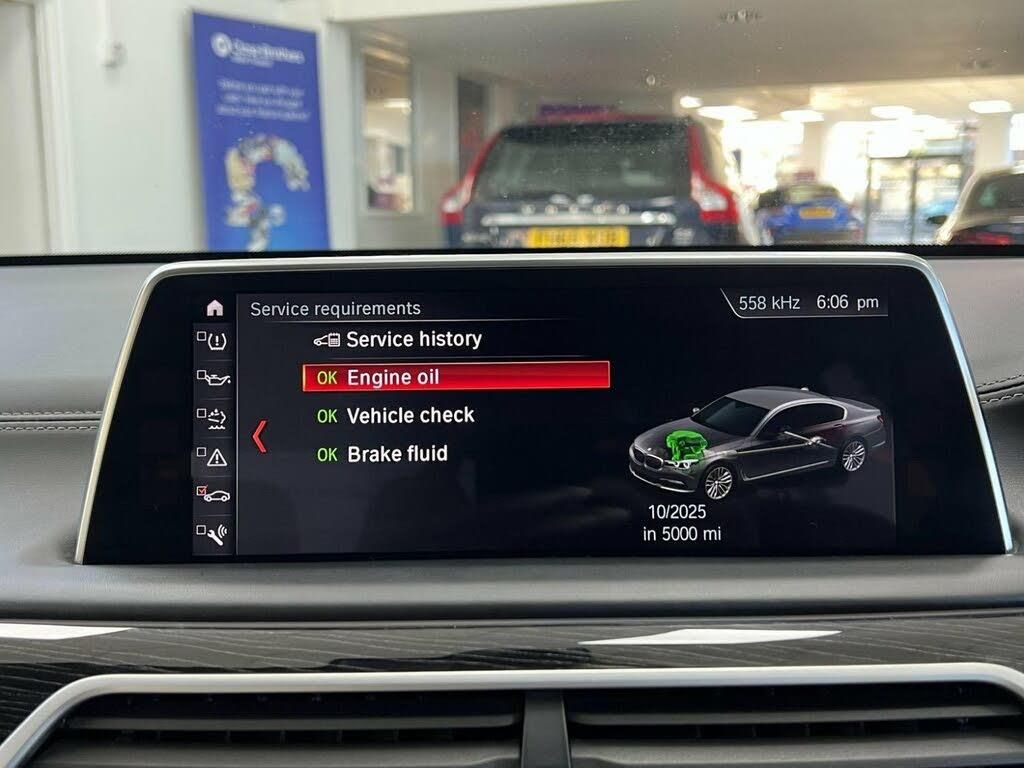 Service requirements
558 kHz 6:06 pm
Service history
OK Engine oil
OK Vehicle check
OK Brake fluid
10/2025
in 5000 mi